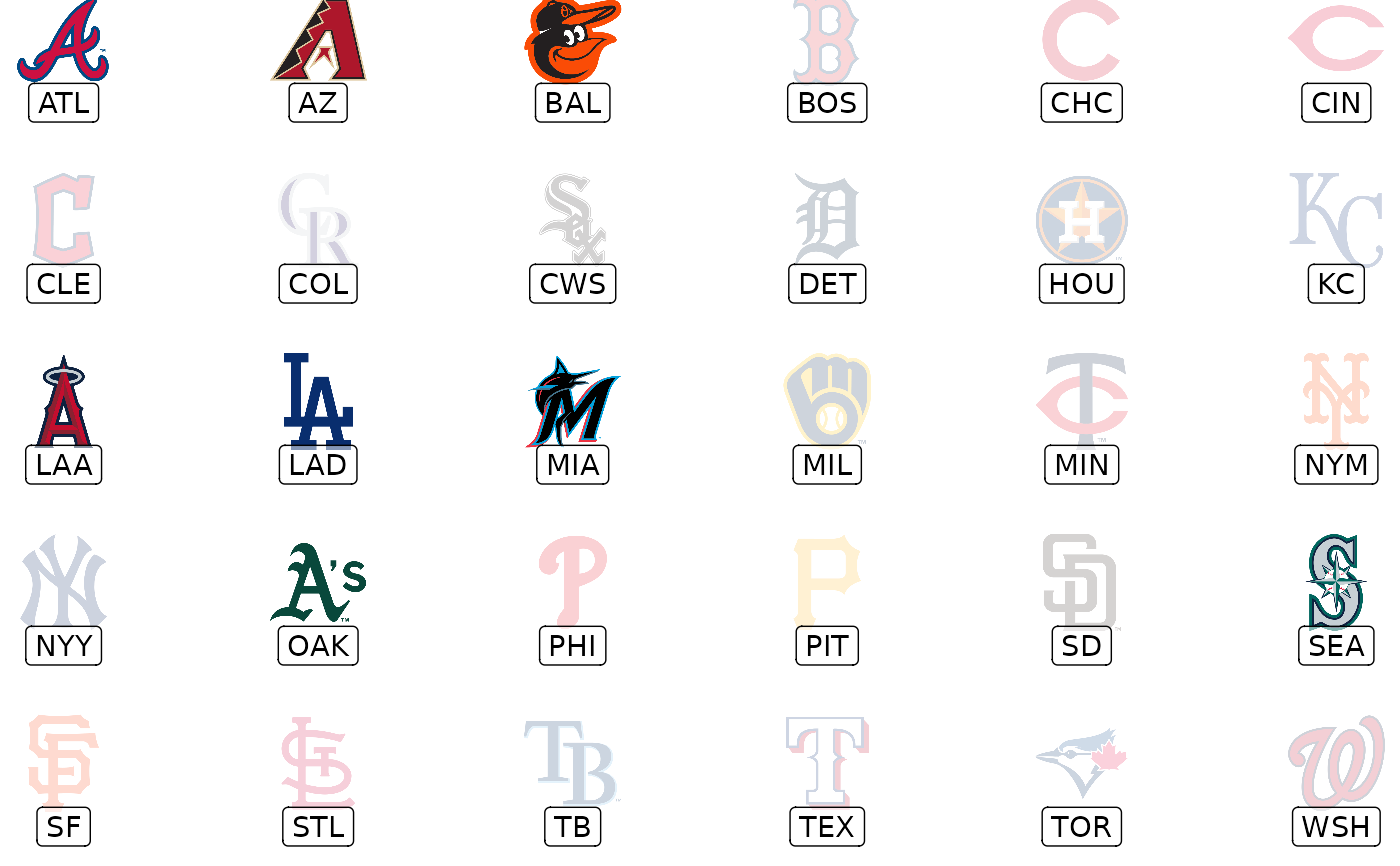 ATL AZ BAL BOS CHC CIN
CLE COL CWS DET HOU KC
LAA LAD MIA MIL MIN NYM
NYY OAK PHI PIT SD SEA
SF STL TB TEX TOR WSH